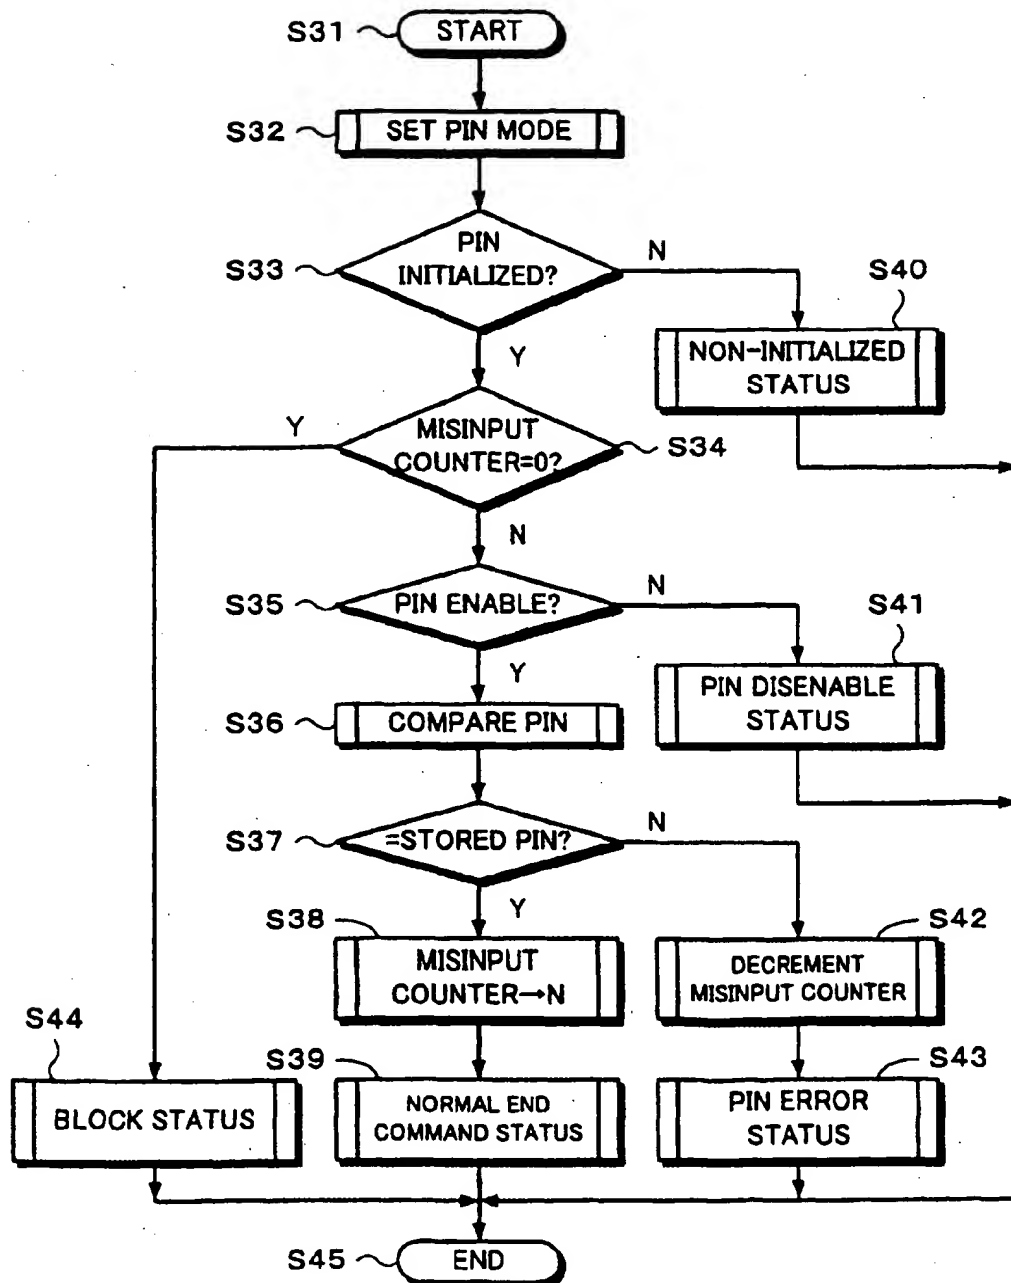 S31
START
S32
SET PIN MODE
S33
PIN
INITIALIZED?
N
S40
NON-INITIALIZED
STATUS
Y
Y
MISINPUT
COUNTER=0?
S34
N
S35
PIN ENABLE?
N
S41
PIN DISENABLE
STATUS
Y
S36
COMPARE PIN
S37
=STORED PIN?
N
Y
S38
MISINPUT
COUNTER→N
S42
DECREMENT
MISINPUT COUNTER
S44
BLOCK STATUS
S39
NORMAL END
COMMAND STATUS
S43
PIN ERROR
STATUS
S45
END